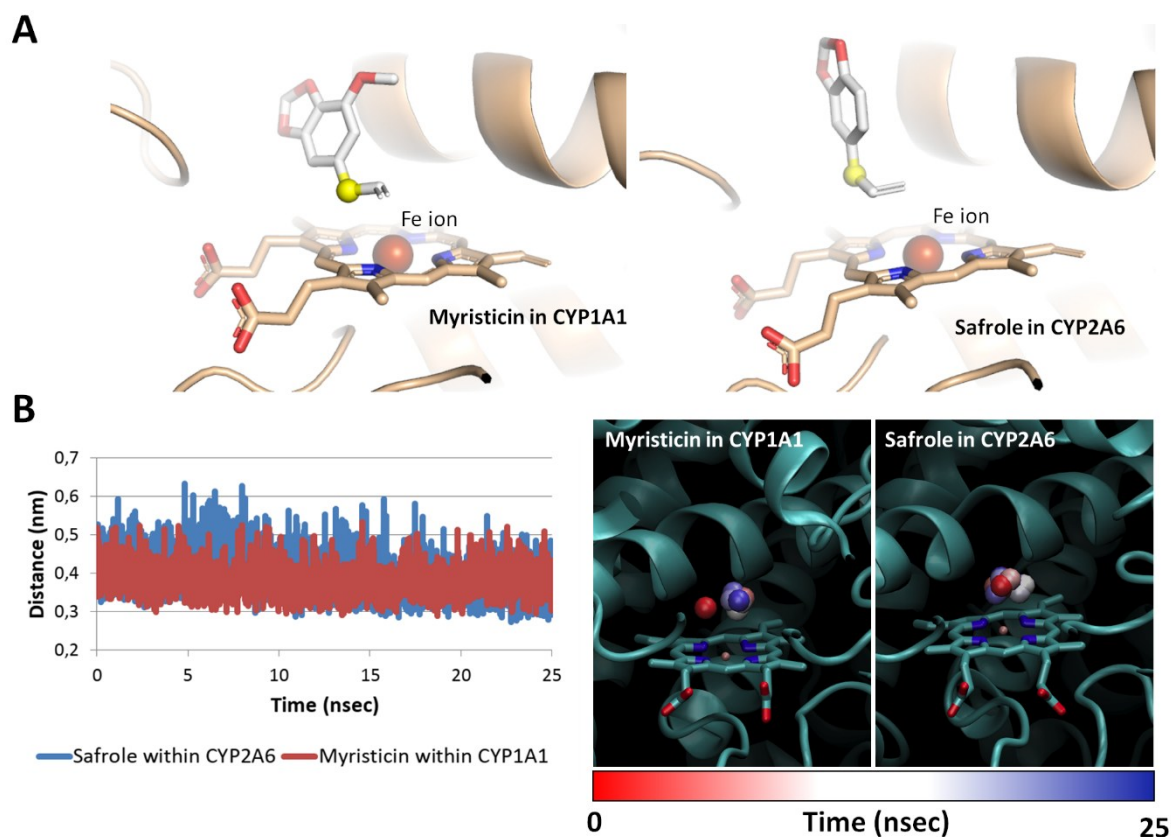 A
Fe ion
Myristicin in CYP1A1
Fe ion
Safrole in CYP2A6
B
Distance (nm)
0,7
0,6
0,5
0,4
0,3
0,2
0
5
10
15
20
25
Time (nsec)
Safrole within CYP2A6
Myristicin within CYP1A1
Myristicin in CYP1A1
Safrole in CYP2A6
0
Time (nsec)
25